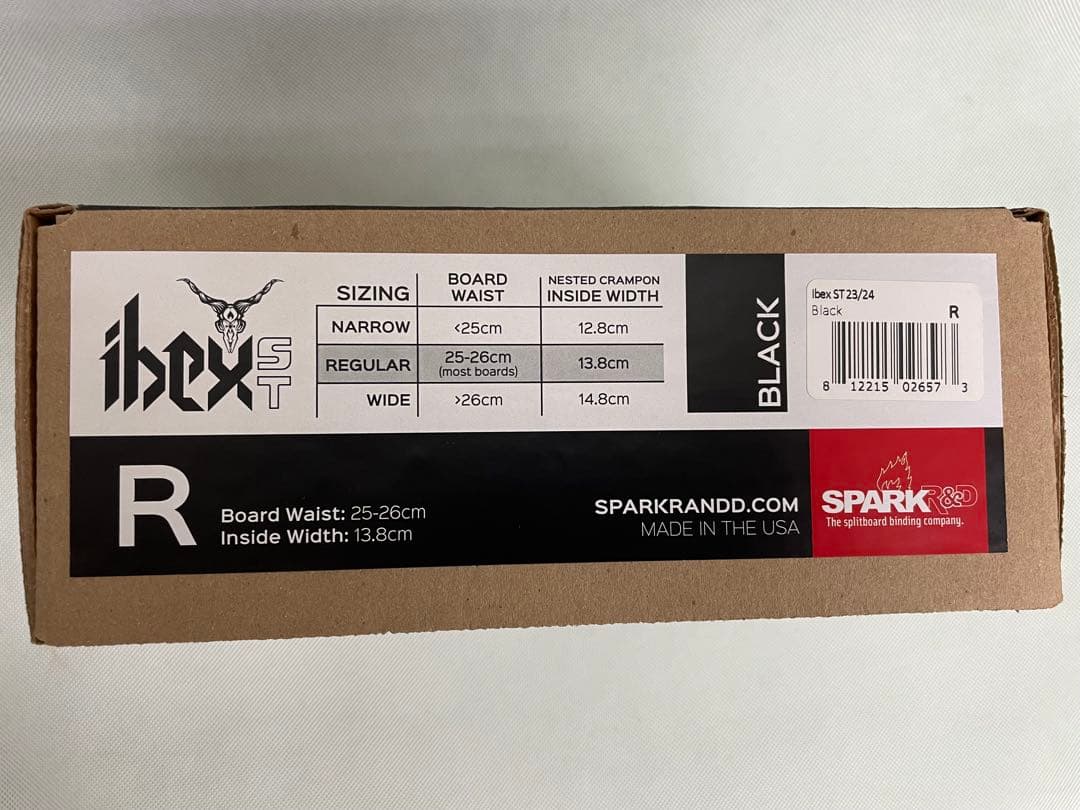 ibex ST
SIZING BOARD WAIST NESTED CRAMPON INSIDE WIDTH
NARROW <25cm 12.8cm
REGULAR 25-26cm (most boards) 13.8cm
WIDE >26cm 14.8cm
BLACK
Ibex ST 23/24
Black R
8 12215 02657 3
R
Board Waist: 25-26cm
Inside Width: 13.8cm
SPARKRANDD.COM
MADE IN THE USA
SPARK R&D
The splitboard binding company.